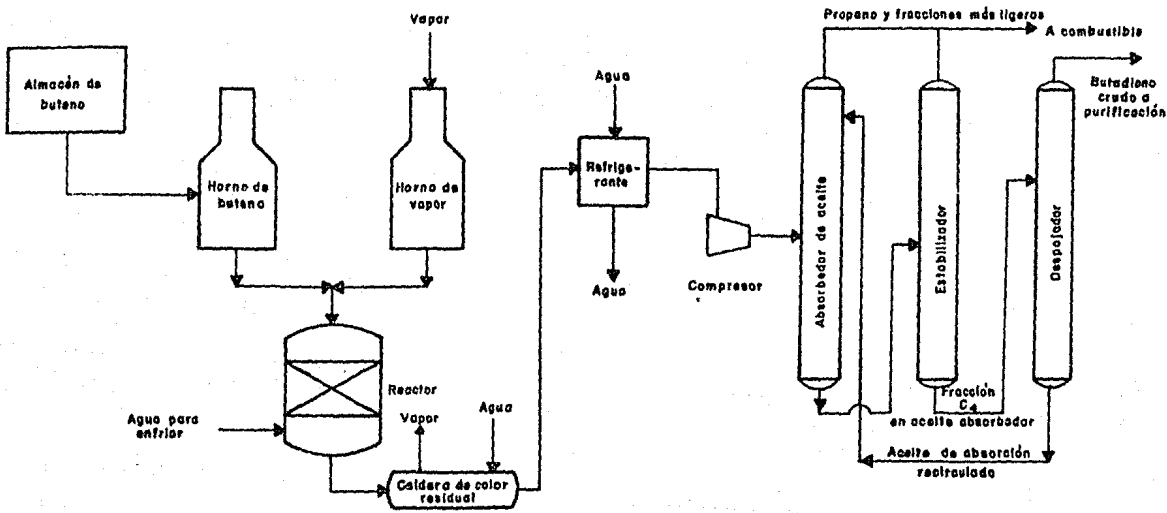 Propano y fracciones más ligeros
A combustible
Vapor
Almacén de
buteno
Agua
Butadieno
crudo a
purificación
Horno de
buteno
Horno de
vapor
Refrige-
rante
Absorbedor de aceite
Estabilizador
Despojador
Agua
Compresor
Reactor
Agua para
enfriar
Vapor
Agua
Fracción
C4
en aceite absorbedor
Aceite de absorción
recirculado
Caldera de color
residual